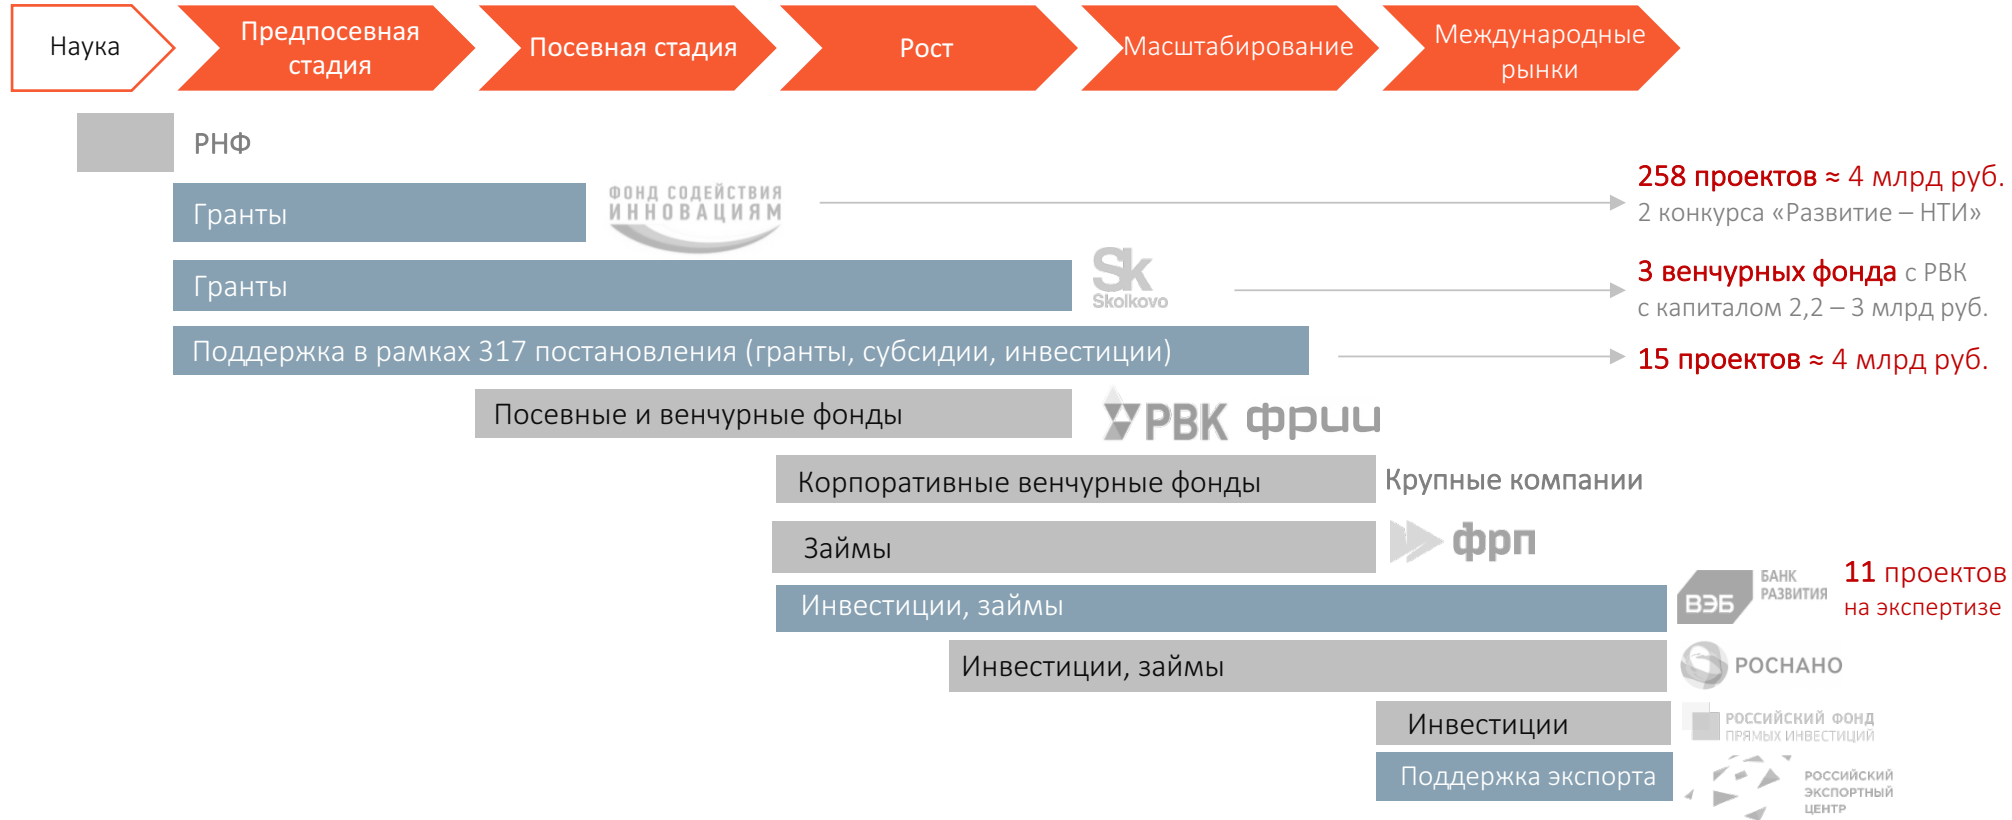 Наука
Предпосевная
стадия
Посевная стадия
Рост
Масштабирование
Международные
рынки
РНФ
Гранты
ФОНД СОДЕЙСТВИЯ
ИННОВАЦИЯМ
258 проектов ≈ 4 млрд руб.
2 конкурса «Развитие – НТИ»
Гранты
Sk
Skolkovo
3 венчурных фонда с РВК
с капиталом 2,2 – 3 млрд руб.
Поддержка в рамках 317 постановления (гранты, субсидии, инвестиции)
15 проектов ≈ 4 млрд руб.
Посевные и венчурные фонды
РВК фрии
Корпоративные венчурные фонды
Крупные компании
Займы
фрп
Инвестиции, займы
ВЭБ
БАНК
РАЗВИТИЯ
11 проектов
на экспертизе
Инвестиции, займы
РОСНАНО
Инвестиции
РОССИЙСКИЙ ФОНД
ПРЯМЫХ ИНВЕСТИЦИЙ
Поддержка экспорта
РОССИЙСКИЙ
ЭКСПОРТНЫЙ
ЦЕНТР